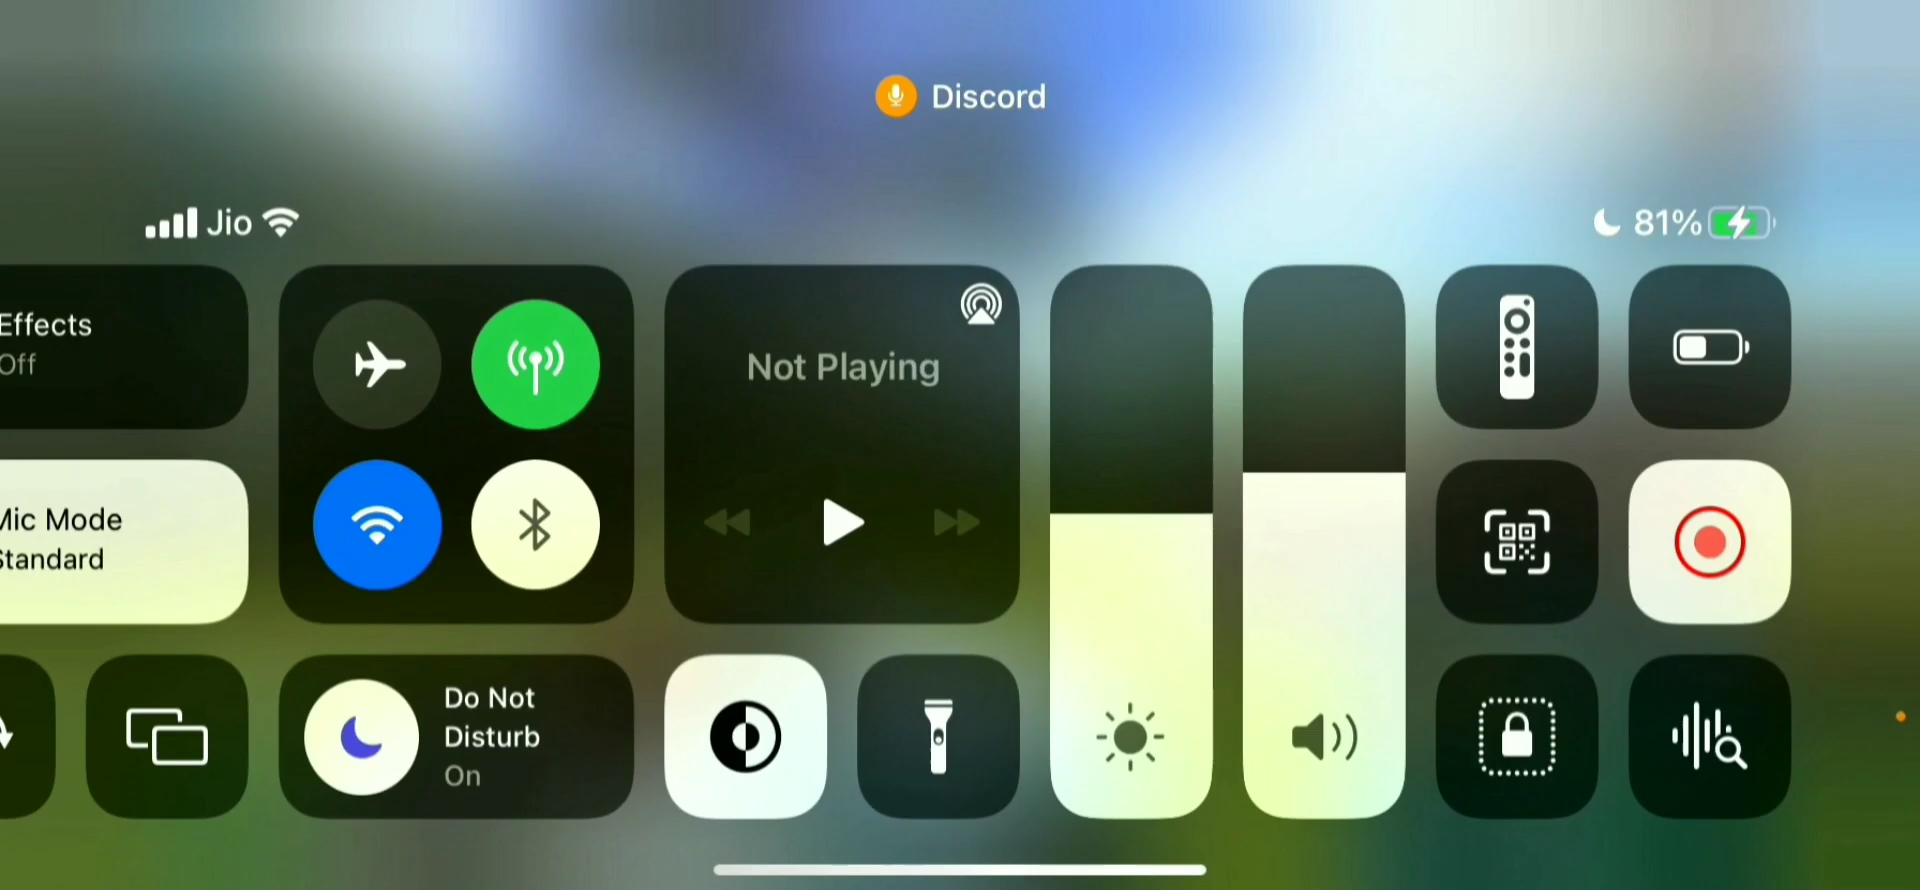 Discord
Jio
81%
Effects
Off
Not Playing
Mic Mode
Standard
Do Not
Disturb
On